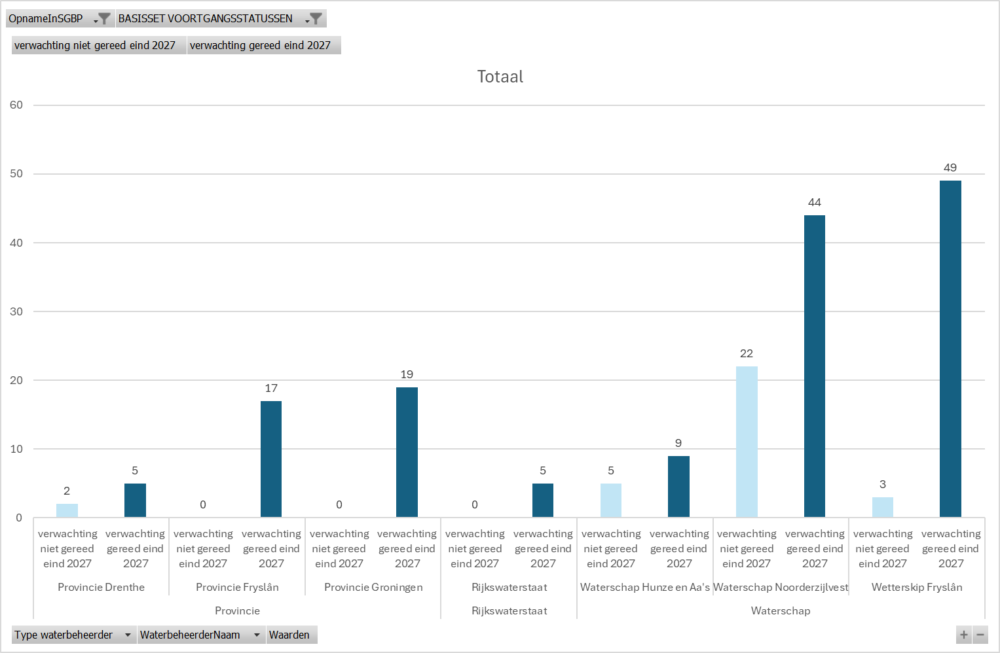 OpnameInSGBP BASISSET VOORTGANGSSTATUSSEN
verwachting niet gereed eind 2027 verwachting gereed eind 2027
Totaal
60
50
49
44
40
30
22
20
19
17
10
9
5
5
5
2
3
0
0
0
0
verwachting niet gereed eind 2027
verwachting gereed eind 2027
verwachting niet gereed eind 2027
verwachting gereed eind 2027
verwachting niet gereed eind 2027
verwachting gereed eind 2027
verwachting niet gereed eind 2027
verwachting gereed eind 2027
verwachting niet gereed eind 2027
verwachting gereed eind 2027
verwachting niet gereed eind 2027
verwachting gereed eind 2027
verwachting niet gereed eind 2027
verwachting gereed eind 2027
Provincie Drenthe Provincie Fryslân Provincie Groningen Rijkswaterstaat Waterschap Hunze en Aa's Waterschap Noorderzijlvest Wetterskip Fryslân
Provincie Rijkswaterstaat Waterschap
Type waterbeheerder WaterbeheerderNaam Waarden + −